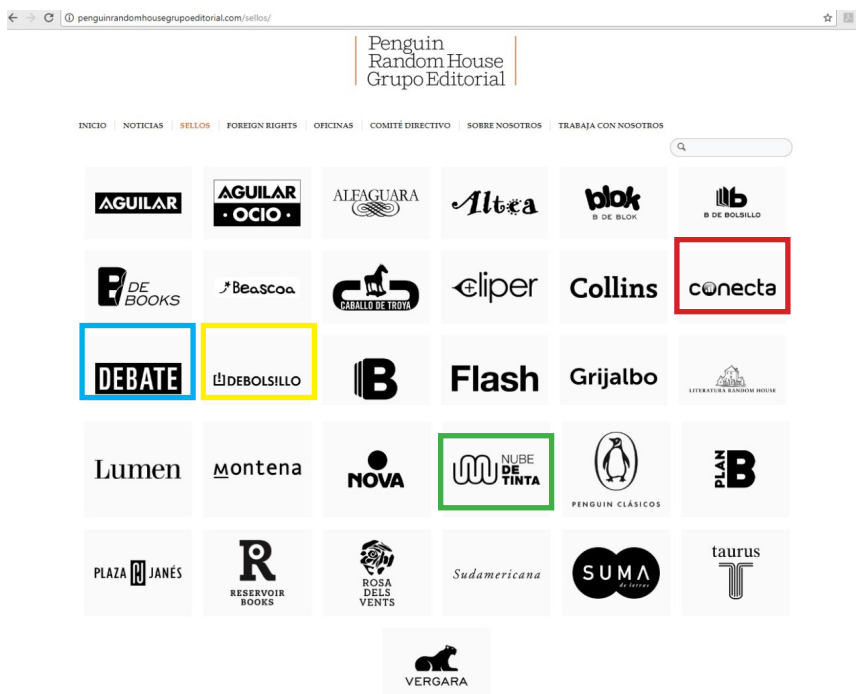 penguinrandomhousegrupoeditorial.com/sellos/
Penguin
Random House
Grupo Editorial
INICIO NOTICIAS SELLOS FOREIGN RIGHTS OFICINAS COMITÉ DIRECTIVO SOBRE NOSOTROS TRABAJA CON NOSOTROS
AGUILAR
AGUILAR
· OCIO ·
ALFAGUARA
Altea
blok
B DE BLOK
B DE BOLSILLO
B DE
BOOKS
Beascoa
CABALLO DE TROYA
cliper
Collins
conecta
DEBATE
DEBOLS!LLO
B
Flash
Grijalbo
LITERATURA RANDOM HOUSE
Lumen
montena
NOVA
NUBE
DE
TINTA
PENGUIN CLÁSICOS
PLAN
B
PLAZA JANÉS
R
RESERVOIR
BOOKS
ROSA
DELS
VENTS
Sudamericana
SUMA
de letras
taurus
T
VERGARA